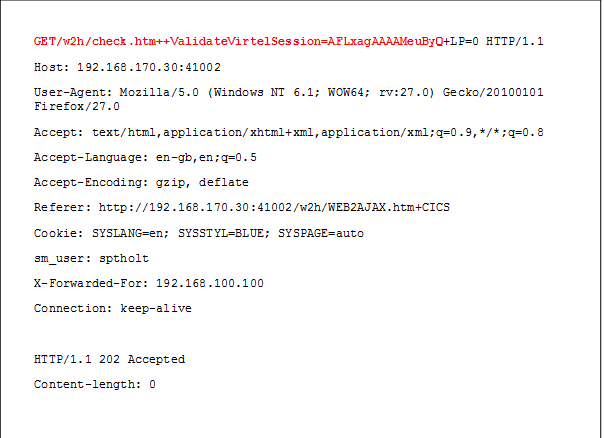 GET/w2h/check.htm++ValidateVirtelSession=AFLxagAAAAMeuByQ+LP=0 HTTP/1.1
Host: 192.168.170.30:41002
User-Agent: Mozilla/5.0 (Windows NT 6.1; WOW64; rv:27.0) Gecko/20100101
Firefox/27.0
Accept: text/html,application/xhtml+xml,application/xml;q=0.9,*/*;q=0.8
Accept-Language: en-gb,en;q=0.5
Accept-Encoding: gzip, deflate
Referer: http://192.168.170.30:41002/w2h/WEB2AJAX.htm+CICS
Cookie: SYSLANG=en; SYSSTYL=BLUE; SYSPAGE=auto
sm_user: sptholt
X-Forwarded-For: 192.168.100.100
Connection: keep-alive
HTTP/1.1 202 Accepted
Content-length: 0